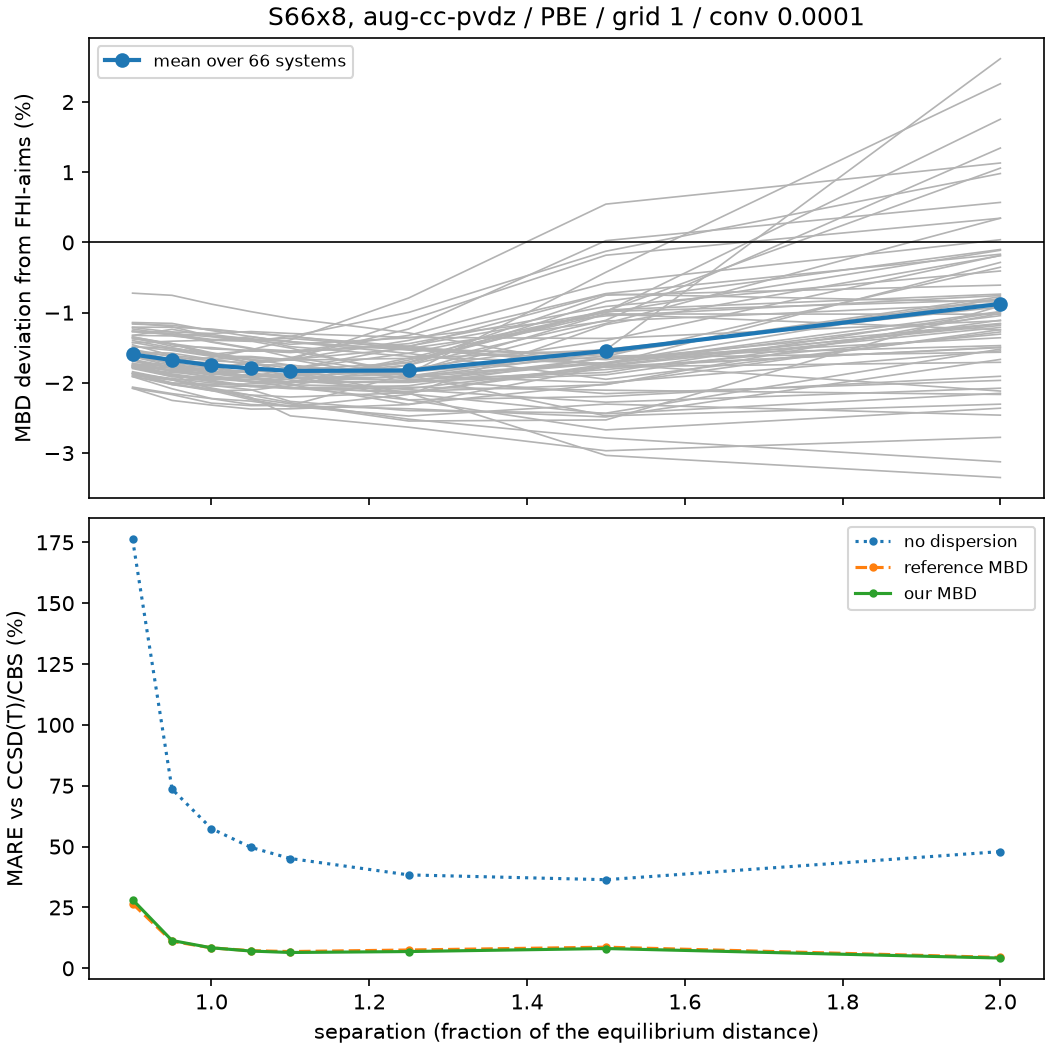 S66x8, aug-cc-pvdz / PBE / grid 1 / conv 0.0001
mean over 66 systems
MBD deviation from FHI-aims (%)
2
1
0
−1
−2
−3
no dispersion
reference MBD
our MBD
MARE vs CCSD(T)/CBS (%)
175
150
125
100
75
50
25
0
1.0 1.2 1.4 1.6 1.8 2.0
separation (fraction of the equilibrium distance)